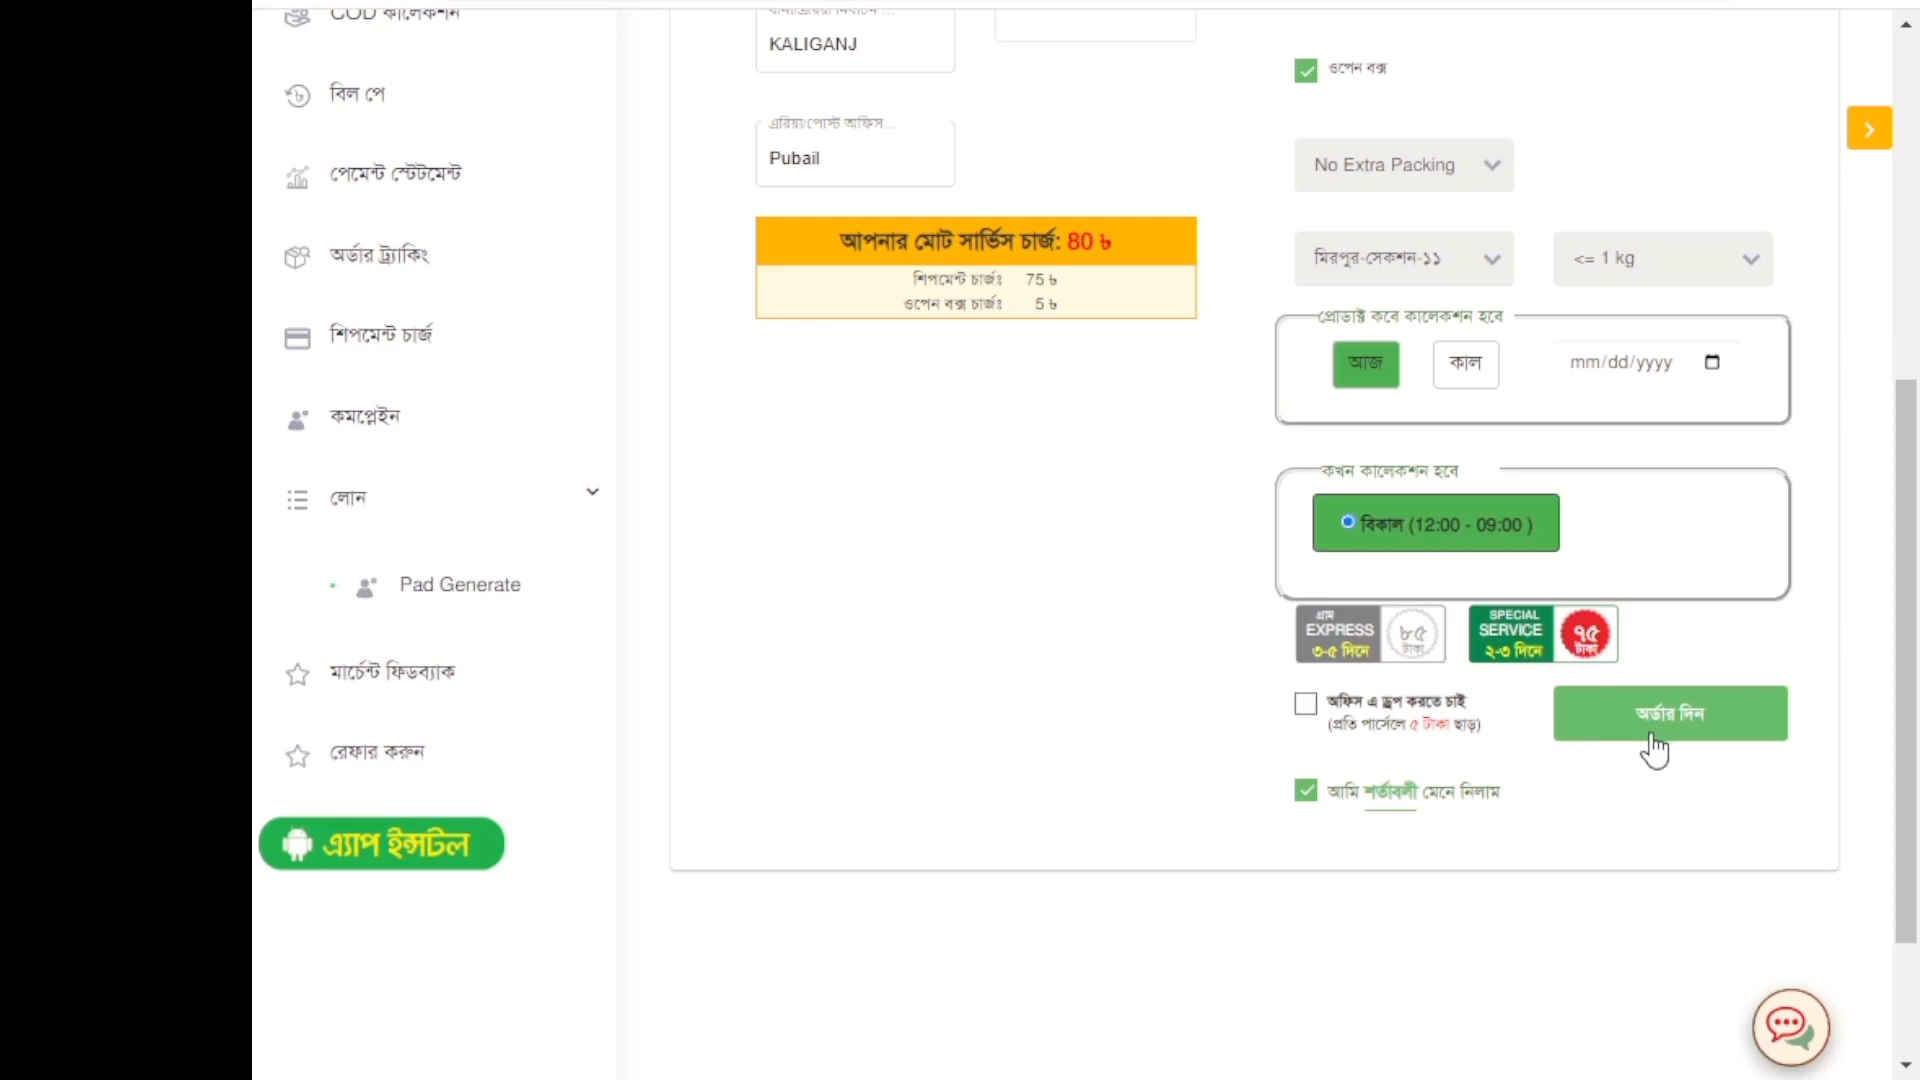 COD কালেকশন
বিল পে
পেমেন্ট স্টেটমেন্ট
অর্ডার ট্র্যাকিং
শিপমেন্ট চার্জ
কমপ্লেইন
লোন
Pad Generate
মার্চেন্ট ফিডব্যাক
রেফার করুন
এ্যাপ ইন্সটল
KALIGANJ
এরিয়া/পোস্ট অফিস...
Pubail
আপনার মোট সার্ভিস চার্জ: 80 ৳
শিপমেন্ট চার্জঃ 75 ৳
ওপেন বক্স চার্জঃ 5 ৳
ওপেন বক্স
No Extra Packing
মিরপুর-সেকশন-১১
<= 1 kg
প্রোডাক্ট কবে কালেকশন হবে
আজ
কাল
mm/dd/yyyy
কখন কালেকশন হবে
বিকাল (12:00 - 09:00 )
গ্রাম
EXPRESS
৩-৫ দিনে
৮৫
টাকা
SPECIAL
SERVICE
২-৩ দিনে
৭৫
টাকা
অফিস এ ড্রপ করতে চাই
(প্রতি পার্সেলে ৫ টাকা ছাড়)
অর্ডার দিন
আমি শর্তাবলী মেনে নিলাম